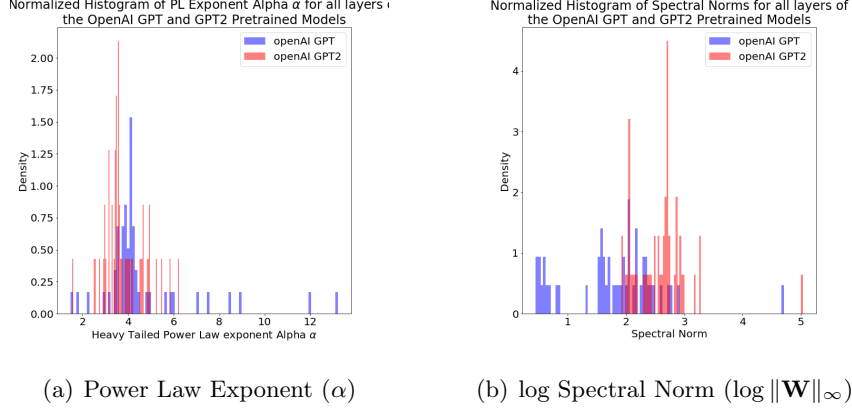 Normalized Histogram of PL Exponent Alpha α for all layers
the OpenAI GPT and GPT2 Pretrained Models
openAI GPT
openAI GPT2
2.00
1.75
1.50
1.25
1.00
0.75
0.50
0.25
0.00
Density
2 4 6 8 10 12
Heavy Tailed Power Law exponent Alpha α
(a) Power Law Exponent (α)
Normalized Histogram of Spectral Norms for all layers of
the OpenAI GPT and GPT2 Pretrained Models
openAI GPT
openAI GPT2
4
3
2
1
0
Density
1 2 3 4 5
Spectral Norm
(b) log Spectral Norm (log ‖W‖∞)